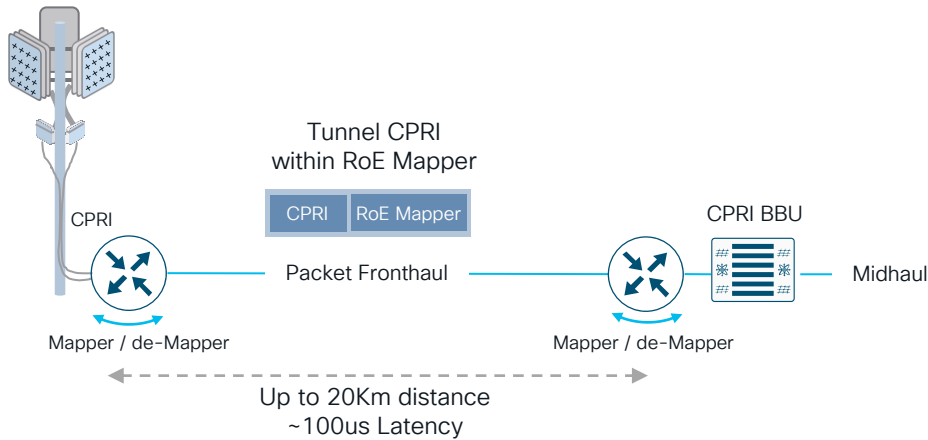 Tunnel CPRI
within RoE Mapper
CPRI RoE Mapper
CPRI
CPRI BBU
Packet Fronthaul
Midhaul
Mapper / de-Mapper
Mapper / de-Mapper
Up to 20Km distance
~100us Latency